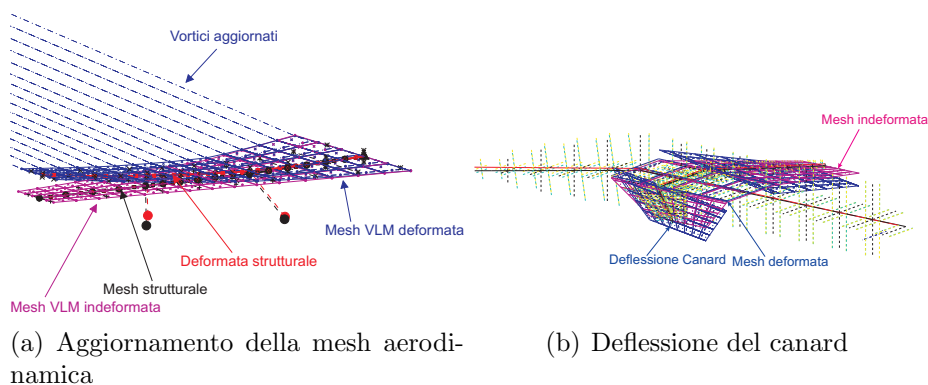 Vortici aggiornati
Mesh VLM deformata
Deformata strutturale
Mesh strutturale
Mesh VLM indeformata
(a) Aggiornamento della mesh aerodi-
namica
Mesh indeformata
Deflessione Canard
Mesh deformata
(b) Deflessione del canard